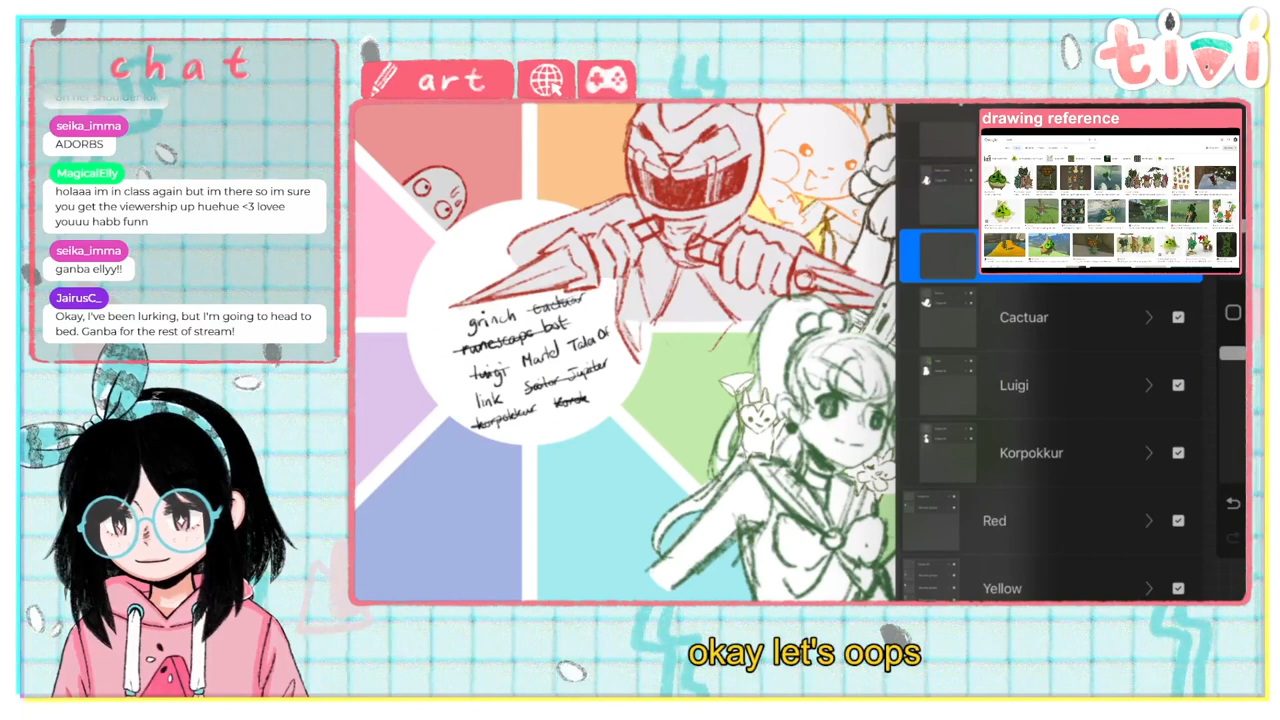 chat
seika_imma
ADORBS
MagicalElly
holaaa im in class again but im there so im sure
you get the viewership up huehue <3 lovee
youuu habb funn
seika_imma
ganba ellyy!!
JairusC_
Okay, I've been lurking, but I'm going to head to
bed. Ganba for the rest of stream!
art
tivi
drawing reference
grinch cactuar
runescape bot
luigi Martel
link Sailor Jupiter
korpokkur Korok
Cactuar
Luigi
Korpokkur
Red
Yellow
okay let's oops